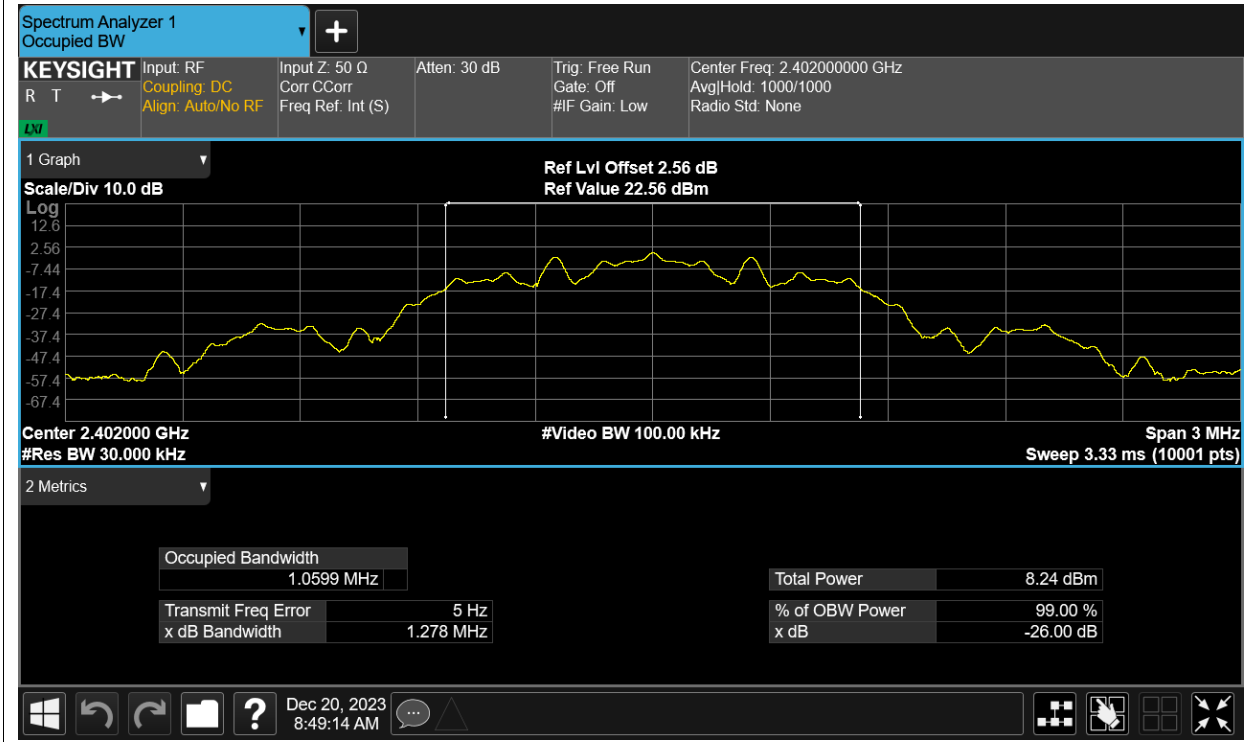 Spectrum Analyzer 1
Occupied BW
KEYSIGHT
R T
LXI
Input: RF
Coupling: DC
Align: Auto/No RF
Input Z: 50 Ω
Corr CCorr
Freq Ref: Int (S)
Atten: 30 dB
Trig: Free Run
Gate: Off
#IF Gain: Low
Center Freq: 2.402000000 GHz
Avg|Hold: 1000/1000
Radio Std: None
1 Graph
Scale/Div 10.0 dB
Ref Lvl Offset 2.56 dB
Ref Value 22.56 dBm
Log
12.6
2.56
-7.44
-17.4
-27.4
-37.4
-47.4
-57.4
-67.4
Center 2.402000 GHz
#Video BW 100.00 kHz
Span 3 MHz
#Res BW 30.000 kHz
Sweep 3.33 ms (10001 pts)
2 Metrics
Occupied Bandwidth
1.0599 MHz
Total Power 8.24 dBm
Transmit Freq Error 5 Hz
% of OBW Power 99.00 %
x dB Bandwidth 1.278 MHz
x dB -26.00 dB
?
Dec 20, 2023
8:49:14 AM